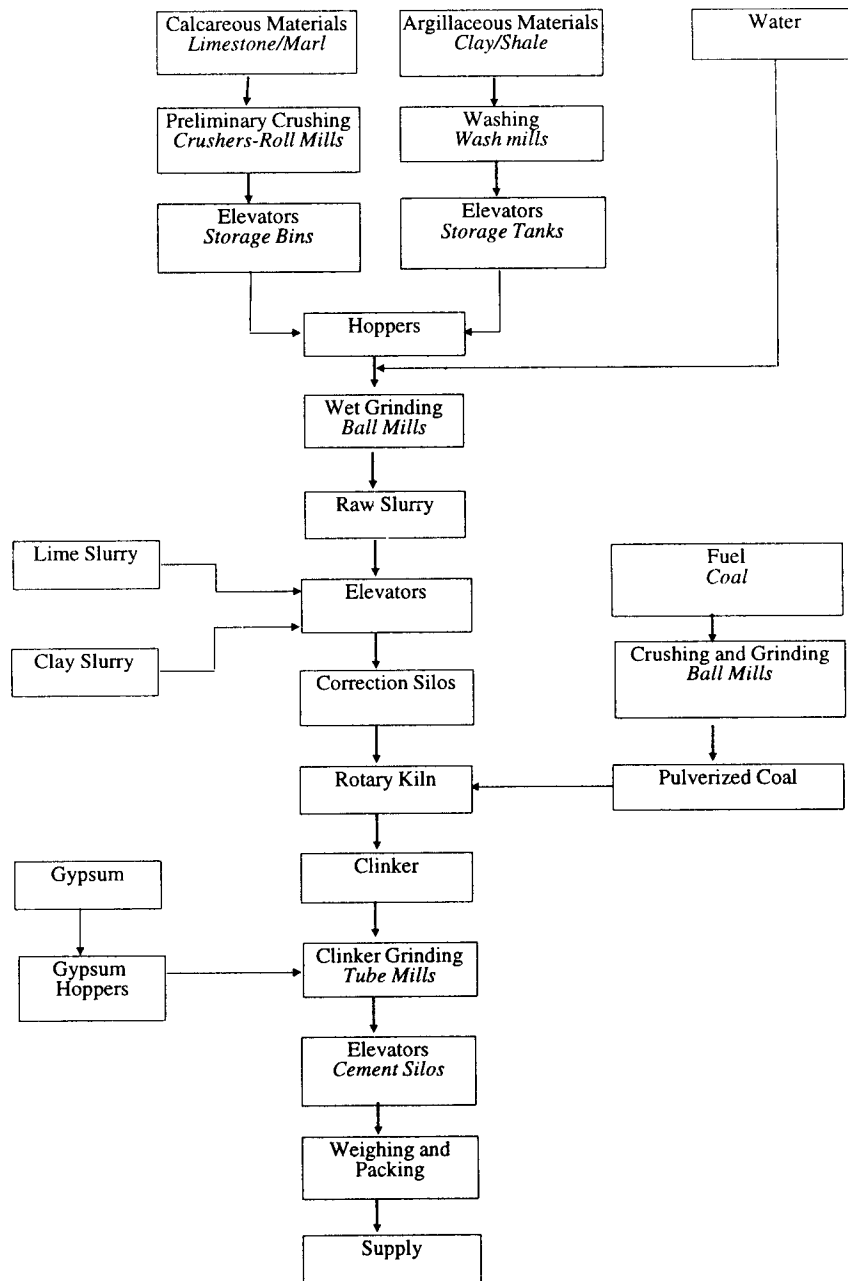 Calcareous Materials
Limestone/Marl
Argillaceous Materials
Clay/Shale
Water
Preliminary Crushing
Crushers-Roll Mills
Washing
Wash mills
Elevators
Storage Bins
Elevators
Storage Tanks
Hoppers
Wet Grinding
Ball Mills
Raw Slurry
Lime Slurry
Fuel
Coal
Elevators
Clay Slurry
Crushing and Grinding
Ball Mills
Correction Silos
Rotary Kiln
Pulverized Coal
Clinker
Gypsum
Gypsum
Hoppers
Clinker Grinding
Tube Mills
Elevators
Cement Silos
Weighing and
Packing
Supply